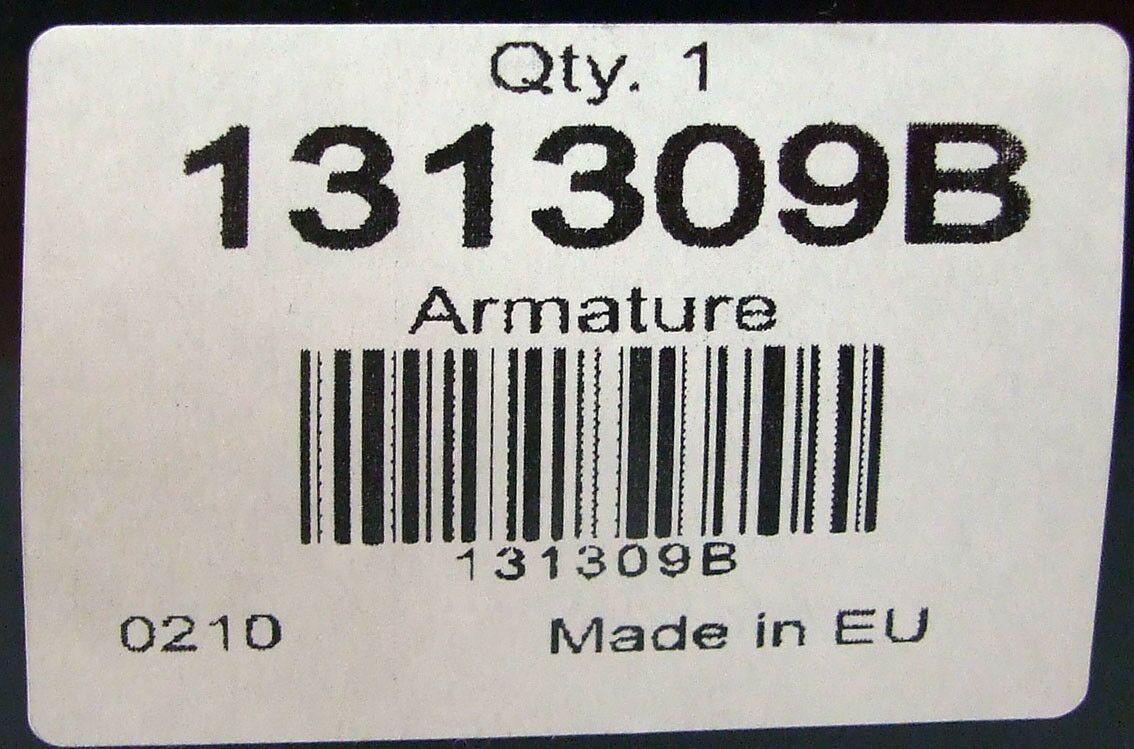 Qty. 1
131309B
Armature
131309B
0210 Made in EU